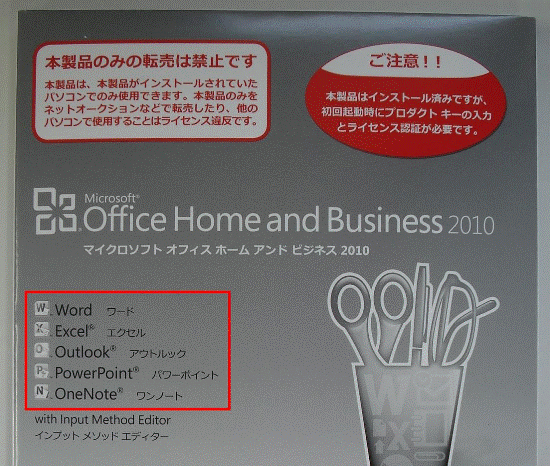 本製品のみの転売は禁止です
本製品は、本製品がインストールされていた
パソコンでのみ使用できます。本製品のみを
ネットオークションなどで転売したり、他の
パソコンで使用することはライセンス違反です。
ご注意！！
本製品はインストール済みですが、
初回起動時にプロダクト キーの入力
とライセンス認証が必要です。
Microsoft®
Office Home and Business 2010
マイクロソフト オフィス ホーム アンド ビジネス 2010
W Word ワード
X Excel® エクセル
O Outlook® アウトルック
P PowerPoint® パワーポイント
N OneNote® ワンノート
with Input Method Editor
インプット メソッド エディター